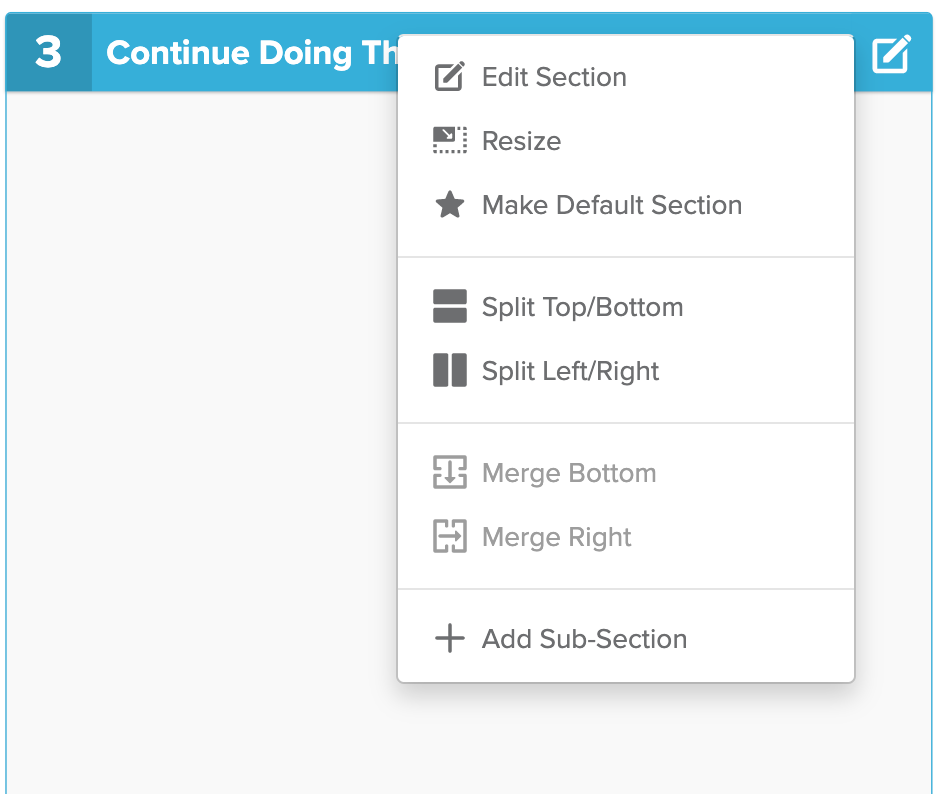 3 Continue Doing Th
Edit Section
Resize
Make Default Section
Split Top/Bottom
Split Left/Right
Merge Bottom
Merge Right
Add Sub-Section